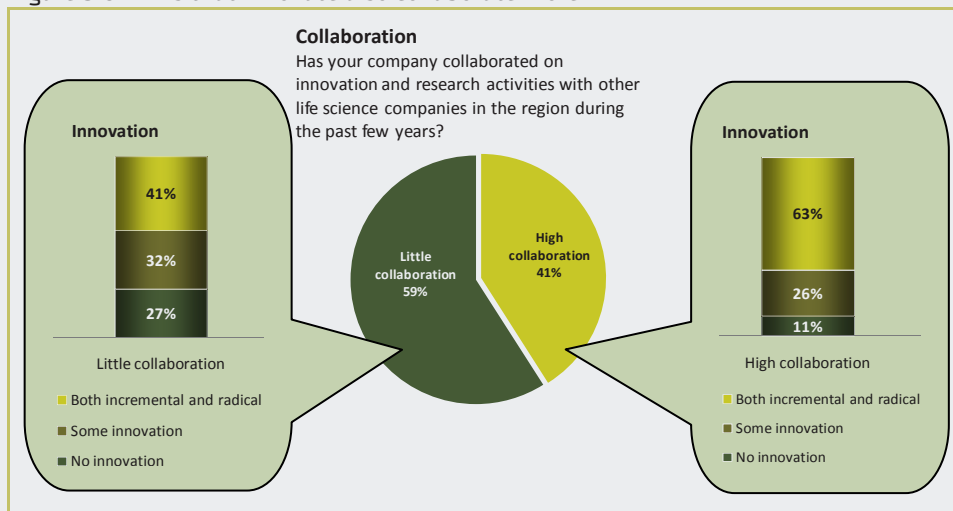 Collaboration
Has your company collaborated on
innovation and research activities with other
life science companies in the region during
the past few years?
Innovation
41%
32%
27%
Little collaboration
Both incremental and radical
Some innovation
No innovation
Little
collaboration
59%
High
collaboration
41%
Innovation
63%
26%
11%
High collaboration
Both incremental and radical
Some innovation
No innovation